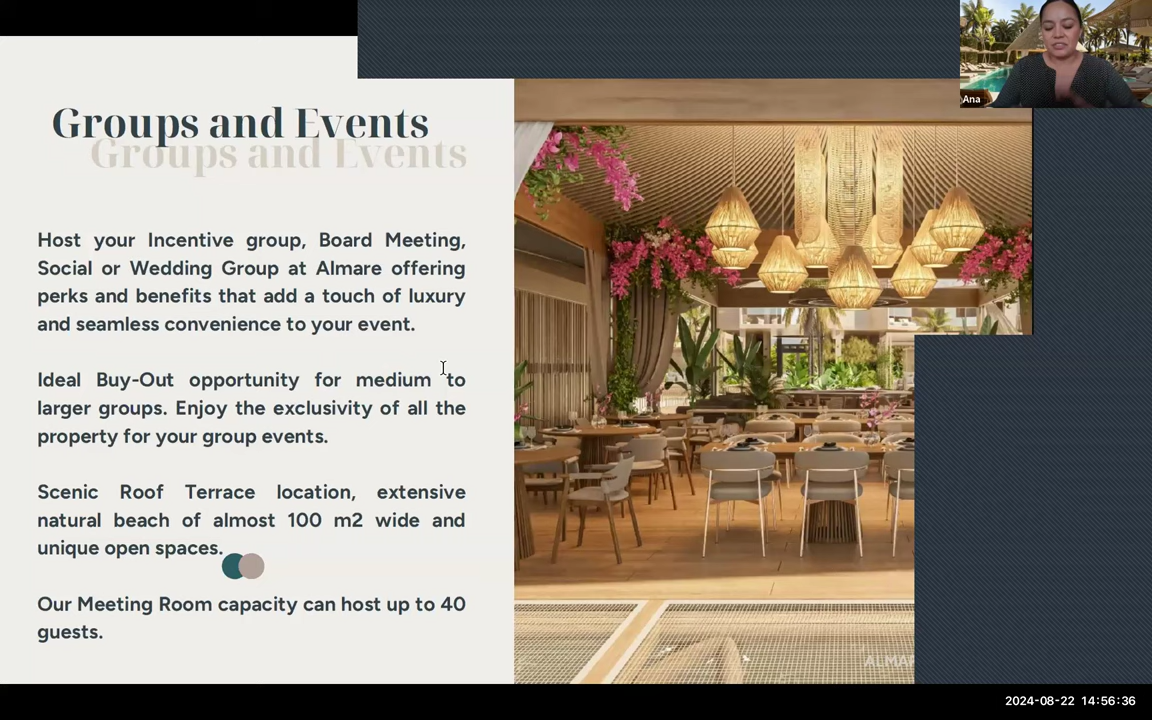 Groups and Events
Groups and Events
Host your Incentive group, Board Meeting,
Social or Wedding Group at Almare offering
perks and benefits that add a touch of luxury
and seamless convenience to your event.
Ideal Buy-Out opportunity for medium to
larger groups. Enjoy the exclusivity of all the
property for your group events.
Scenic Roof Terrace location, extensive
natural beach of almost 100 m2 wide and
unique open spaces.
Our Meeting Room capacity can host up to 40
guests.
Ana
ALMAR
2024-08-22 14:56:36